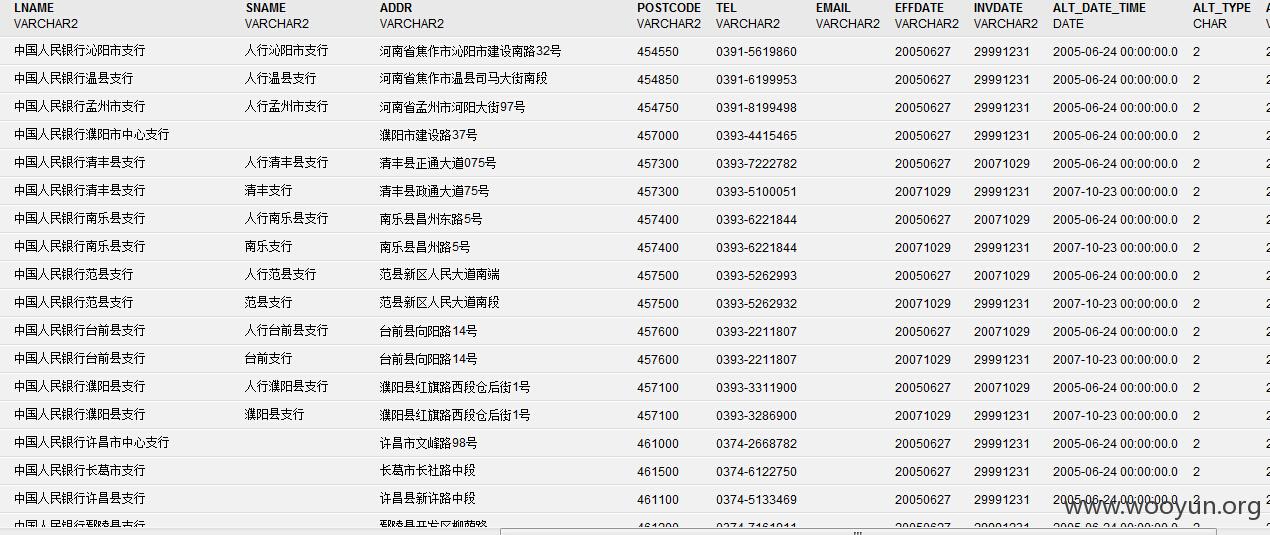 LNAME SNAME ADDR POSTCODE TEL EMAIL EFFDATE INVDATE ALT_DATE_TIME ALT_TYPE
VARCHAR2 VARCHAR2 VARCHAR2 VARCHAR2 VARCHAR2 VARCHAR2 VARCHAR2 VARCHAR2 DATE CHAR
中国人民银行沁阳市支行 人行沁阳市支行 河南省焦作市沁阳市建设南路32号 454550 0391-5619860 20050627 29991231 2005-06-24 00:00:00.0 2
中国人民银行温县支行 人行温县支行 河南省焦作市温县司马大街南段 454850 0391-6199953 20050627 29991231 2005-06-24 00:00:00.0 2
中国人民银行孟州市支行 人行孟州市支行 河南省孟州市河阳大街97号 454750 0391-8199498 20050627 29991231 2005-06-24 00:00:00.0 2
中国人民银行濮阳市中心支行 濮阳市建设路37号 457000 0393-4415465 20050627 29991231 2005-06-24 00:00:00.0 2
中国人民银行清丰县支行 人行清丰县支行 清丰县正通大道075号 457300 0393-7222782 20050627 20071029 2005-06-24 00:00:00.0 2
中国人民银行清丰县支行 清丰支行 清丰县政通大道75号 457300 0393-5100051 20071029 29991231 2007-10-23 00:00:00.0 2
中国人民银行南乐县支行 人行南乐县支行 南乐县昌州东路5号 457400 0393-6221844 20050627 20071029 2005-06-24 00:00:00.0 2
中国人民银行南乐县支行 南乐支行 南乐县昌州路5号 457400 0393-6221844 20071029 29991231 2007-10-23 00:00:00.0 2
中国人民银行范县支行 人行范县支行 范县新区人民大道南端 457500 0393-5262993 20050627 20071029 2005-06-24 00:00:00.0 2
中国人民银行范县支行 范县支行 范县新区人民大道南段 457500 0393-5262932 20071029 29991231 2007-10-23 00:00:00.0 2
中国人民银行台前县支行 人行台前县支行 台前县向阳路14号 457600 0393-2211807 20050627 20071029 2005-06-24 00:00:00.0 2
中国人民银行台前县支行 台前支行 台前县向阳路14号 457600 0393-2211807 20071029 29991231 2007-10-23 00:00:00.0 2
中国人民银行濮阳县支行 人行濮阳县支行 濮阳县红旗路西段仓后街1号 457100 0393-3311900 20050627 20071029 2005-06-24 00:00:00.0 2
中国人民银行濮阳县支行 濮阳县支行 濮阳县红旗路西段仓后街1号 457100 0393-3286900 20071029 29991231 2007-10-23 00:00:00.0 2
中国人民银行许昌市中心支行 许昌市文峰路98号 461000 0374-2668782 20050627 29991231 2005-06-24 00:00:00.0 2
中国人民银行长葛市支行 长葛市长社路中段 461500 0374-6122750 20050627 29991231 2005-06-24 00:00:00.0 2
中国人民银行许昌县支行 许昌县新许路中段 461100 0374-5133469 20050627 29991231 2005-06-24 00:00:00.0 2
www.wooyun.org
中国人民银行鄢陵县支行 20050627 29991231